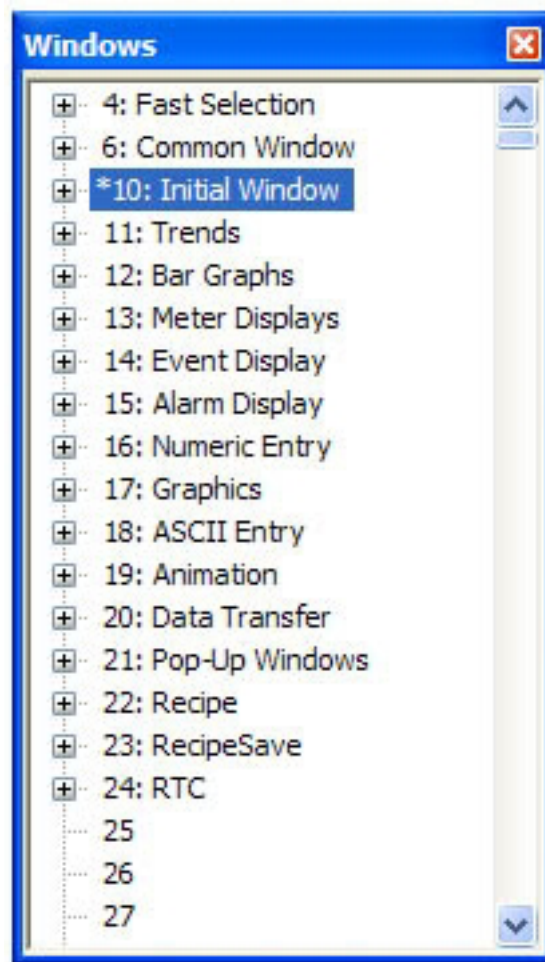 Windows
4: Fast Selection
6: Common Window
*10: Initial Window
11: Trends
12: Bar Graphs
13: Meter Displays
14: Event Display
15: Alarm Display
16: Numeric Entry
17: Graphics
18: ASCII Entry
19: Animation
20: Data Transfer
21: Pop-Up Windows
22: Recipe
23: RecipeSave
24: RTC
25
26
27